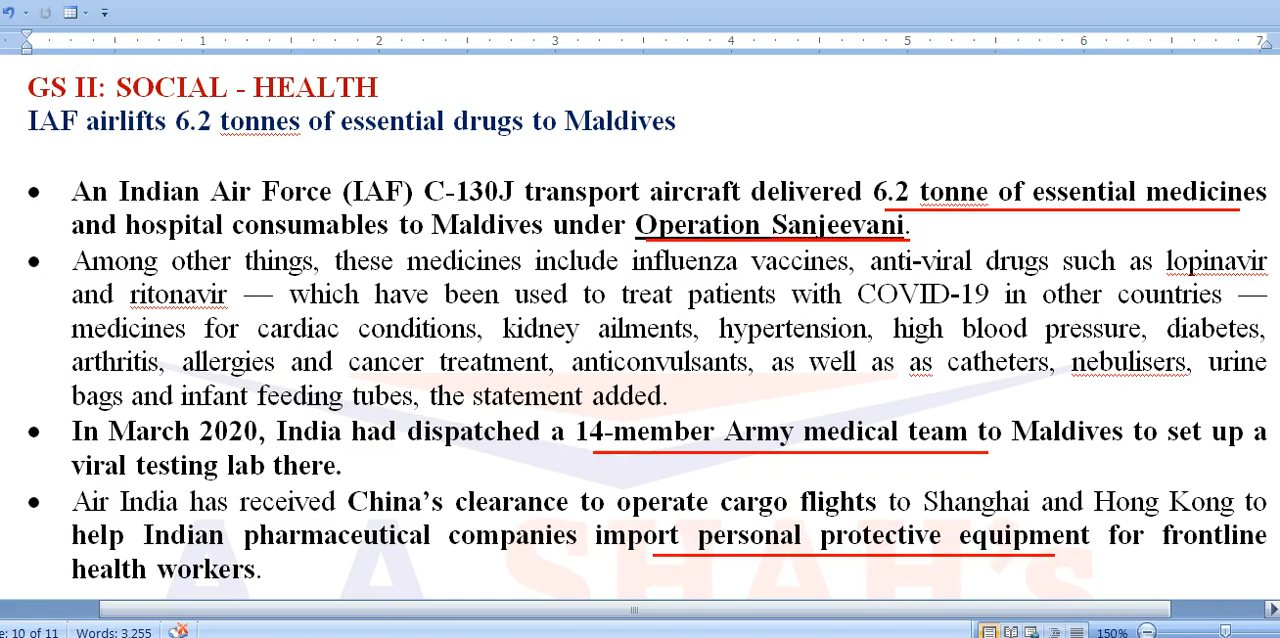 1 2 3 4 5 6 7
GS II: SOCIAL - HEALTH
IAF airlifts 6.2 tonnes of essential drugs to Maldives
• An Indian Air Force (IAF) C-130J transport aircraft delivered 6.2 tonne of essential medicines
and hospital consumables to Maldives under Operation Sanjeevani.
• Among other things, these medicines include influenza vaccines, anti-viral drugs such as lopinavir
and ritonavir — which have been used to treat patients with COVID-19 in other countries —
medicines for cardiac conditions, kidney ailments, hypertension, high blood pressure, diabetes,
arthritis, allergies and cancer treatment, anticonvulsants, as well as as catheters, nebulisers, urine
bags and infant feeding tubes, the statement added.
• In March 2020, India had dispatched a 14-member Army medical team to Maldives to set up a
viral testing lab there.
• Air India has received China's clearance to operate cargo flights to Shanghai and Hong Kong to
help Indian pharmaceutical companies import personal protective equipment for frontline
health workers.
A A SHAH's
e: 10 of 11 Words: 3,255 150%